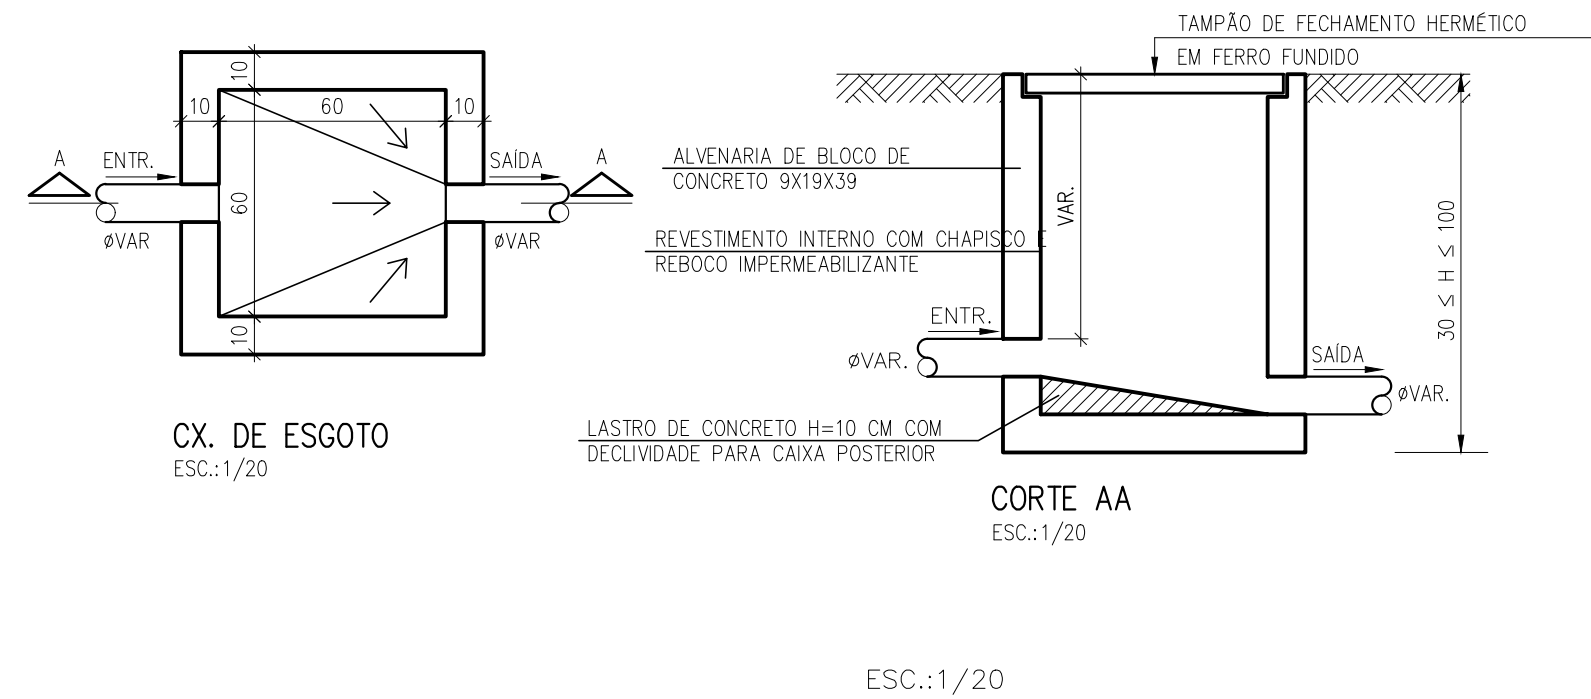 10
10
60
10
A
ENTR.
SAÍDA
A
60
øVAR
øVAR
10
CX. DE ESGOTO
ESC.:1/20
TAMPÃO DE FECHAMENTO HERMÉTICO
EM FERRO FUNDIDO
ALVENARIA DE BLOCO DE
CONCRETO 9X19X39
VAR.
REVESTIMENTO INTERNO COM CHAPISCO E
REBOCO IMPERMEABILIZANTE
30 ≤ H ≤ 100
ENTR.
øVAR.
SAÍDA
øVAR.
LASTRO DE CONCRETO H=10 CM COM
DECLIVIDADE PARA CAIXA POSTERIOR
CORTE AA
ESC.:1/20
ESC.:1/20